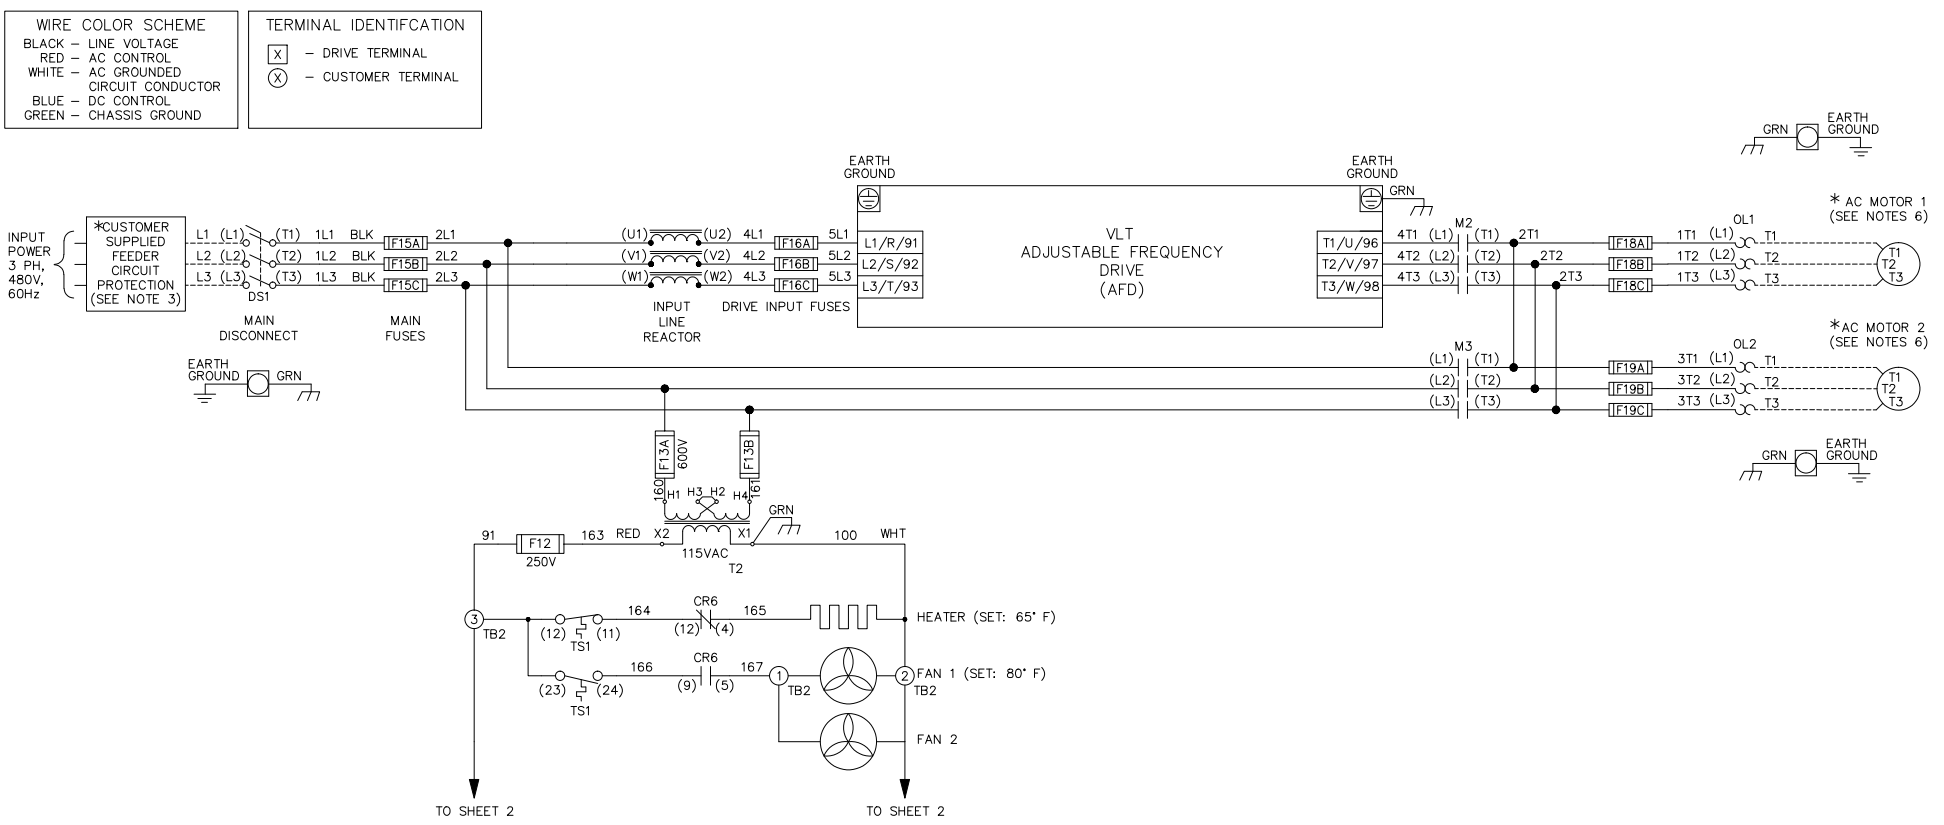 WIRE COLOR SCHEME
BLACK – LINE VOLTAGE
RED – AC CONTROL
WHITE – AC GROUNDED
CIRCUIT CONDUCTOR
BLUE – DC CONTROL
GREEN – CHASSIS GROUND
TERMINAL IDENTIFCATION
X – DRIVE TERMINAL
X – CUSTOMER TERMINAL
INPUT
POWER
3 PH,
480V,
60Hz
*CUSTOMER
SUPPLIED
FEEDER
CIRCUIT
PROTECTION
(SEE NOTE 3)
L1 (L1) (T1) 1L1 BLK F15A 2L1
L2 (L2) (T2) 1L2 BLK F15B 2L2
L3 (L3) (T3) 1L3 BLK F15C 2L3
DS1
MAIN
DISCONNECT
MAIN
FUSES
EARTH
GROUND
GRN
(U1) (U2) 4L1 F16A 5L1
(V1) (V2) 4L2 F16B 5L2
(W1) (W2) 4L3 F16C 5L3
INPUT
LINE
REACTOR
DRIVE INPUT FUSES
EARTH
GROUND
L1/R/91
L2/S/92
L3/T/93
VLT
ADJUSTABLE FREQUENCY
DRIVE
(AFD)
EARTH
GROUND
GRN
T1/U/96
T2/V/97
T3/W/98
M2
4T1 (L1) (T1) 2T1 F18A 1T1 (L1) T1
4T2 (L2) (T2) 2T2 F18B 1T2 (L2) T2
4T3 (L3) (T3) 2T3 F18C 1T3 (L3) T3
OL1
GRN
EARTH
GROUND
* AC MOTOR 1
(SEE NOTES 6)
T1
T2
T3
M3
(L1) (T1) F19A 3T1 (L1) T1
(L2) (T2) F19B 3T2 (L2) T2
(L3) (T3) F19C 3T3 (L3) T3
OL2
*AC MOTOR 2
(SEE NOTES 6)
T1
T2
T3
GRN
EARTH
GROUND
F13A
600V
F13B
160
H1 H3 H2 H4
161
GRN
91 F12 163 RED X2 X1 100 WHT
250V
115VAC
T2
3
TB2
164 CR6 165
(12) (11) (12) (4)
TS1
HEATER (SET: 65° F)
166 CR6 167
(23) (24) (9) (5)
TS1
1
TB2
2
TB2
FAN 1 (SET: 80° F)
FAN 2
TO SHEET 2
TO SHEET 2